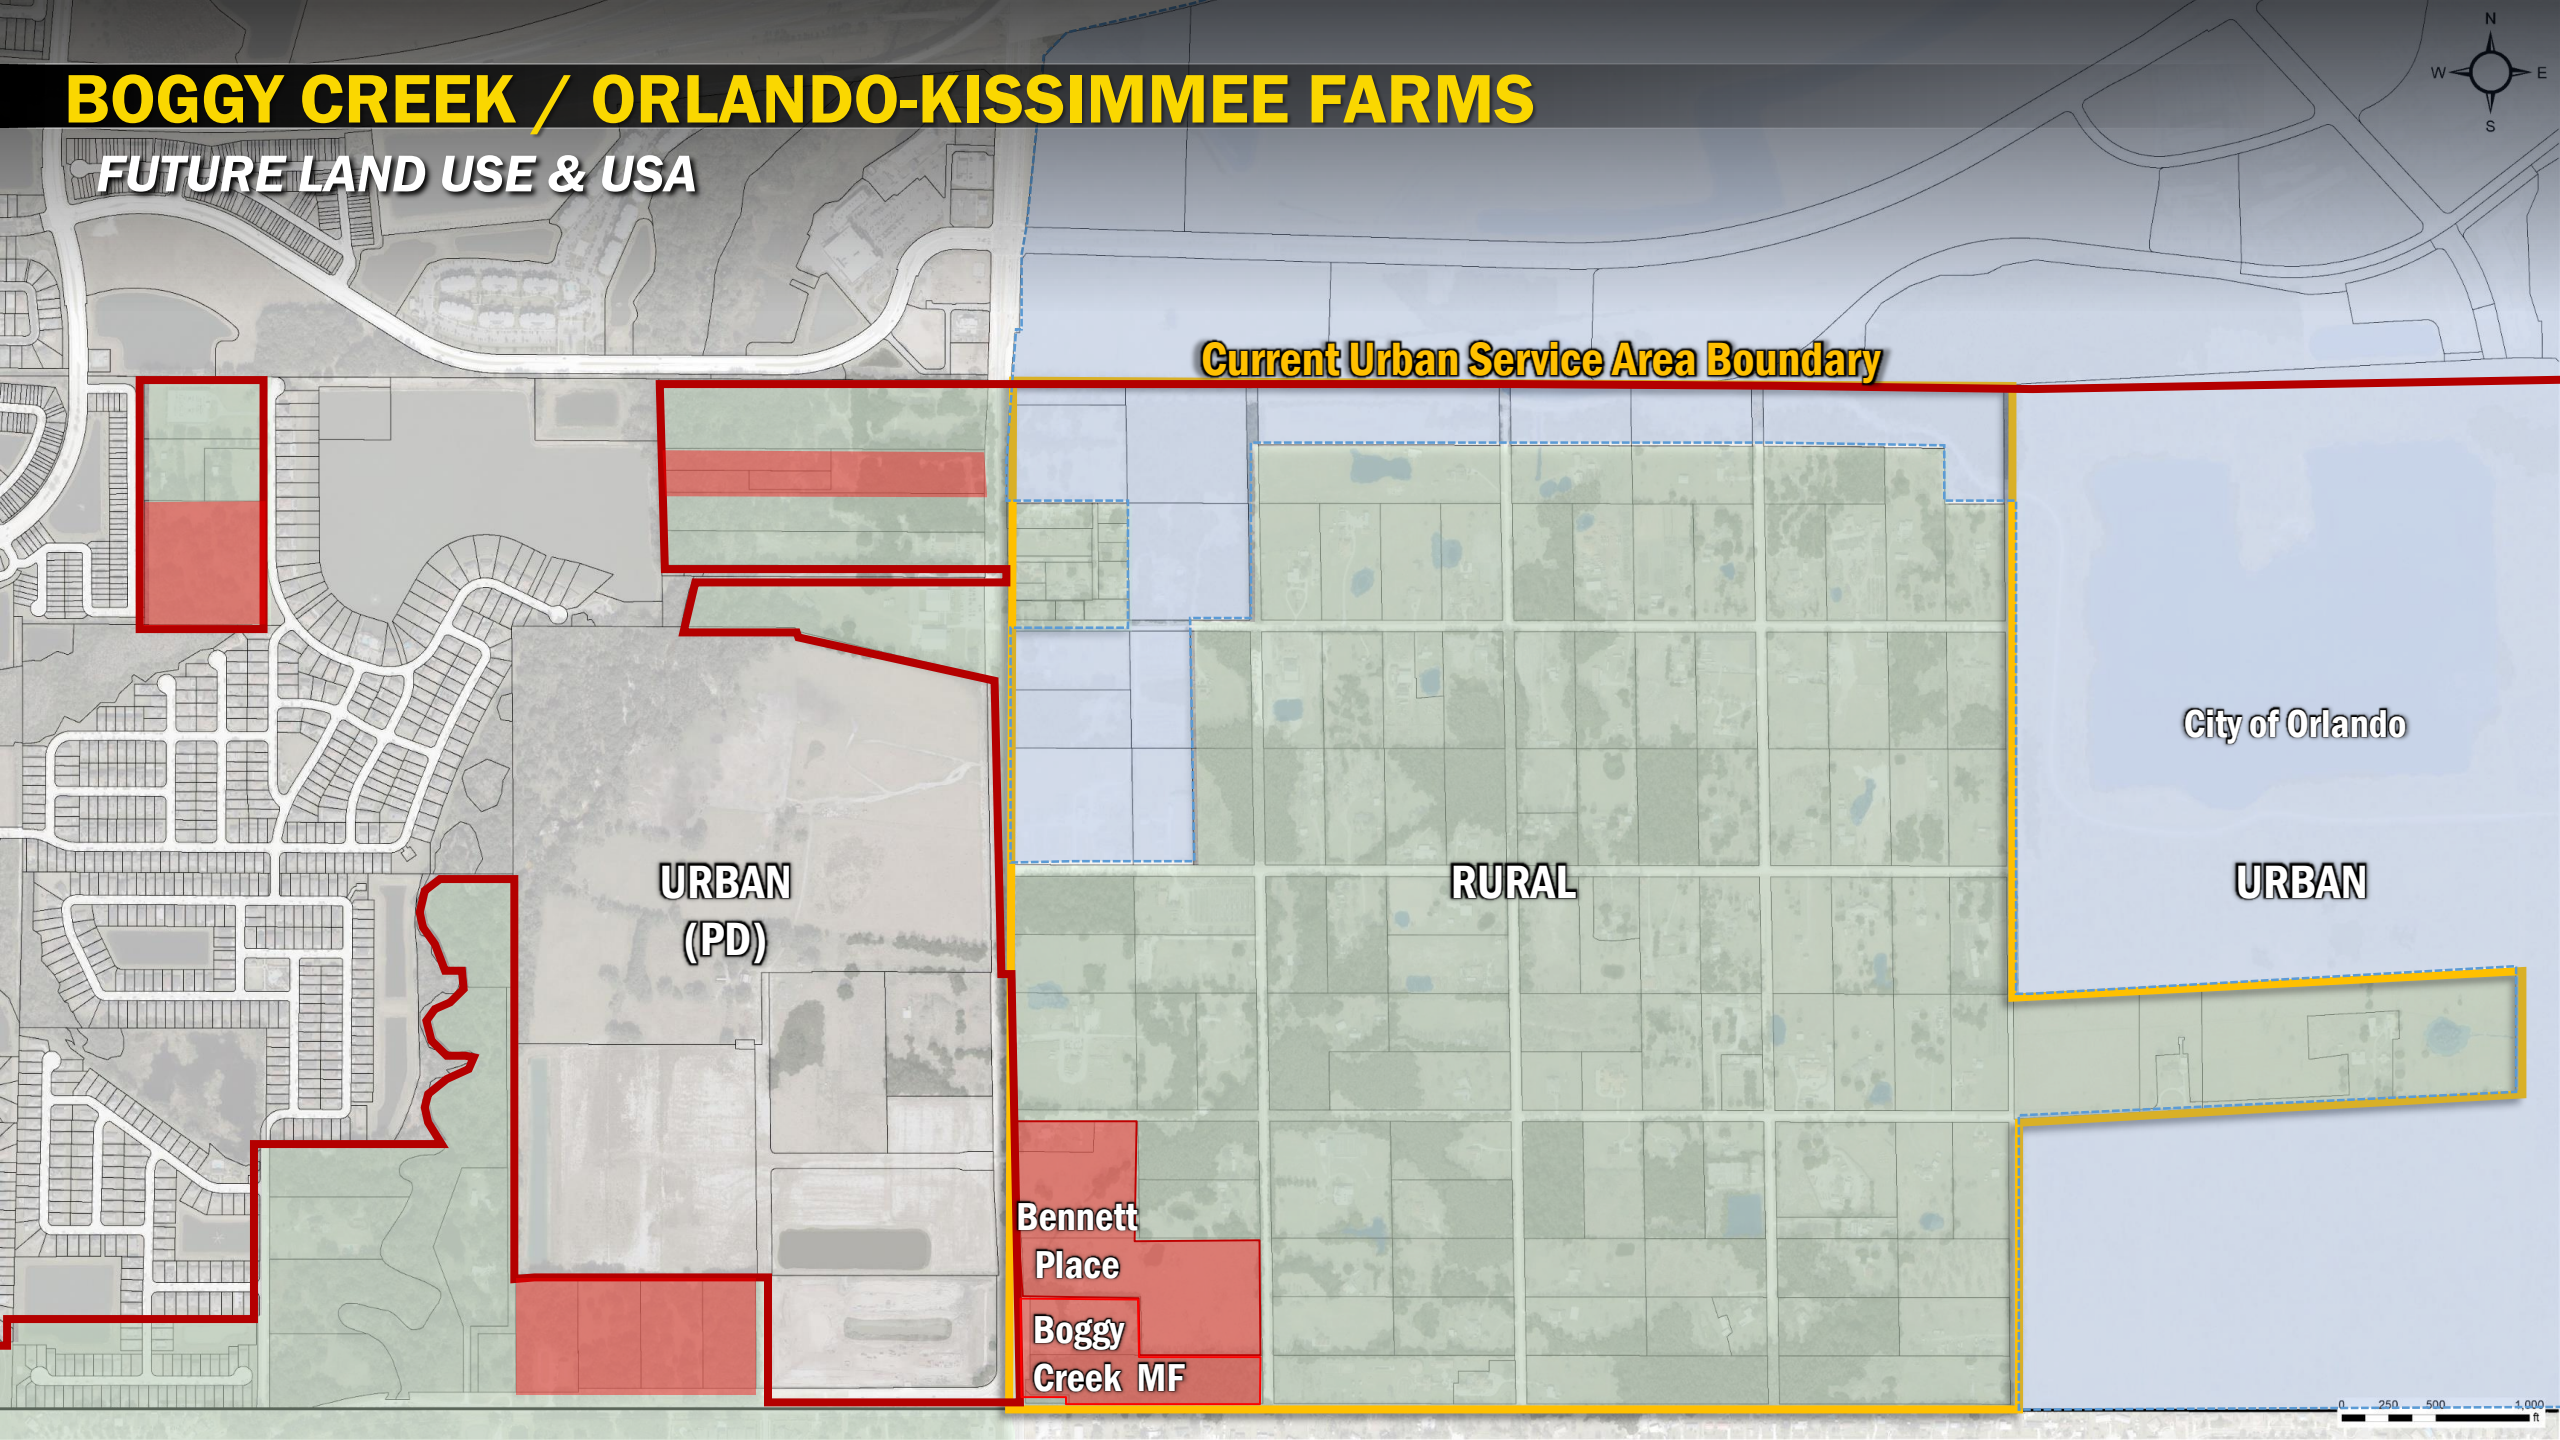 BOGGY CREEK / ORLANDO-KISSIMMEE FARMS
FUTURE LAND USE & USA
N
W E
S
Current Urban Service Area Boundary
City of Orlando
URBAN
(PD)
RURAL
URBAN
Bennett
Place
Boggy
Creek MF
0 250 500 1,000
ft